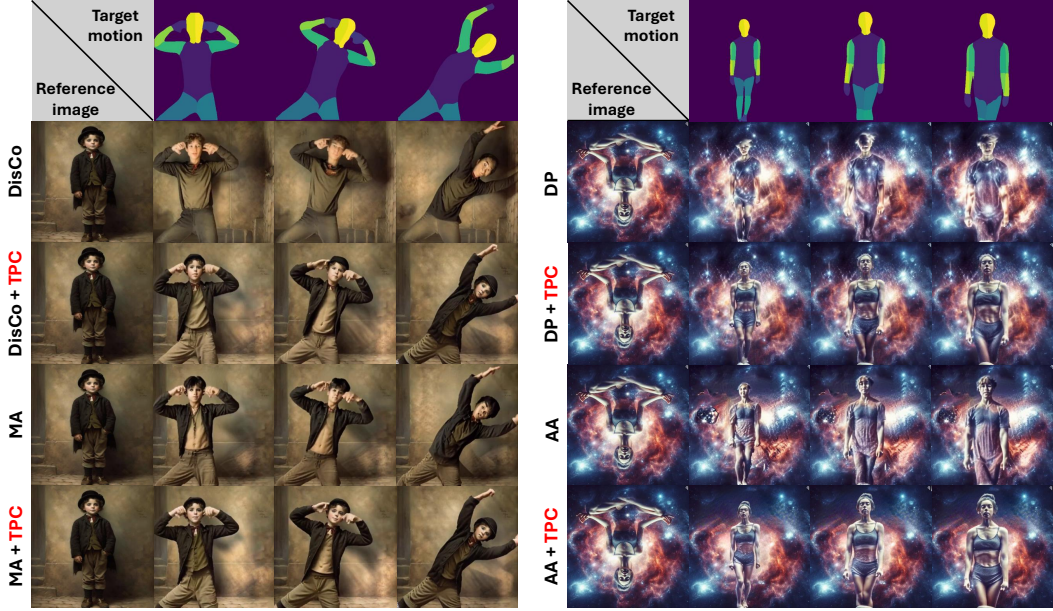 Target
motion
Reference
image
DisCo
DisCo + TPC
MA
MA + TPC
Target
motion
Reference
image
DP
DP + TPC
AA
AA + TPC